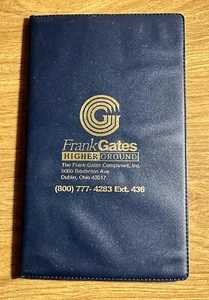 FrankGates
HIGHER GROUND
The Frank Gates Companies, Inc.
5000 Bradenton Ave
Dublin, Ohio 43017
(800) 777- 4283 Ext. 436